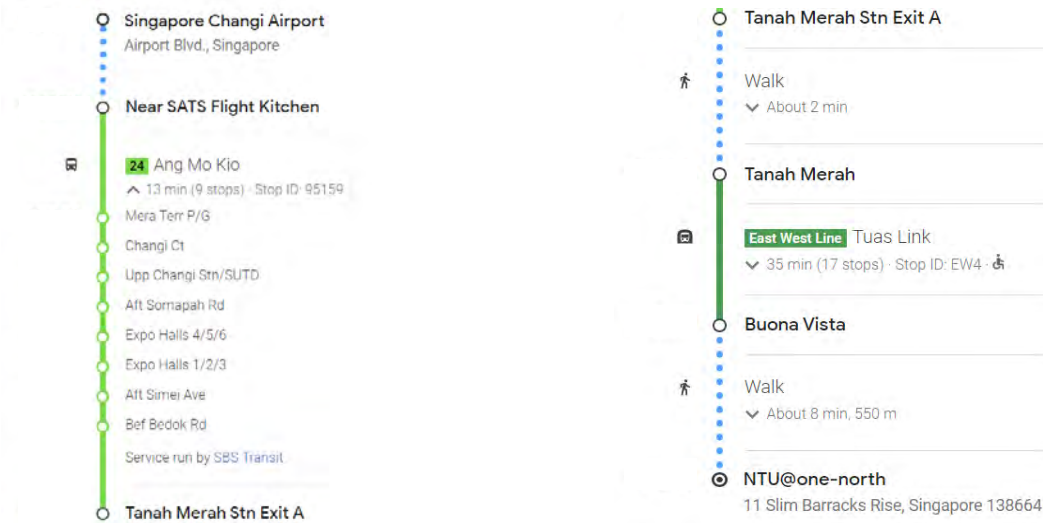 Singapore Changi Airport
Airport Blvd., Singapore
Near SATS Flight Kitchen
24 Ang Mo Kio
13 min (9 stops) · Stop ID: 95159
Mera Terr P/G
Changi Ct
Upp Changi Stn/SUTD
Aft Somapah Rd
Expo Halls 4/5/6
Expo Halls 1/2/3
Aft Simei Ave
Bef Bedok Rd
Service run by SBS Transit
Tanah Merah Stn Exit A
Tanah Merah Stn Exit A
Walk
About 2 min
Tanah Merah
East West Line Tuas Link
35 min (17 stops) · Stop ID: EW4 ·
Buona Vista
Walk
About 8 min, 550 m
NTU@one-north
11 Slim Barracks Rise, Singapore 138664